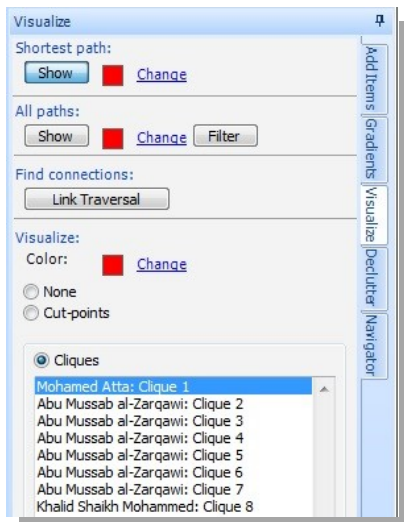 Visualize
Shortest path:
Show Change
All paths:
Show Change Filter
Find connections:
Link Traversal
Visualize:
Color: Change
None
Cut-points
Cliques
Mohamed Atta: Clique 1
Abu Mussab al-Zarqawi: Clique 2
Abu Mussab al-Zarqawi: Clique 3
Abu Mussab al-Zarqawi: Clique 4
Abu Mussab al-Zarqawi: Clique 5
Abu Mussab al-Zarqawi: Clique 6
Abu Mussab al-Zarqawi: Clique 7
Khalid Shaikh Mohammed: Clique 8
Add Items
Gradients
Visualize
Declutter
Navigator